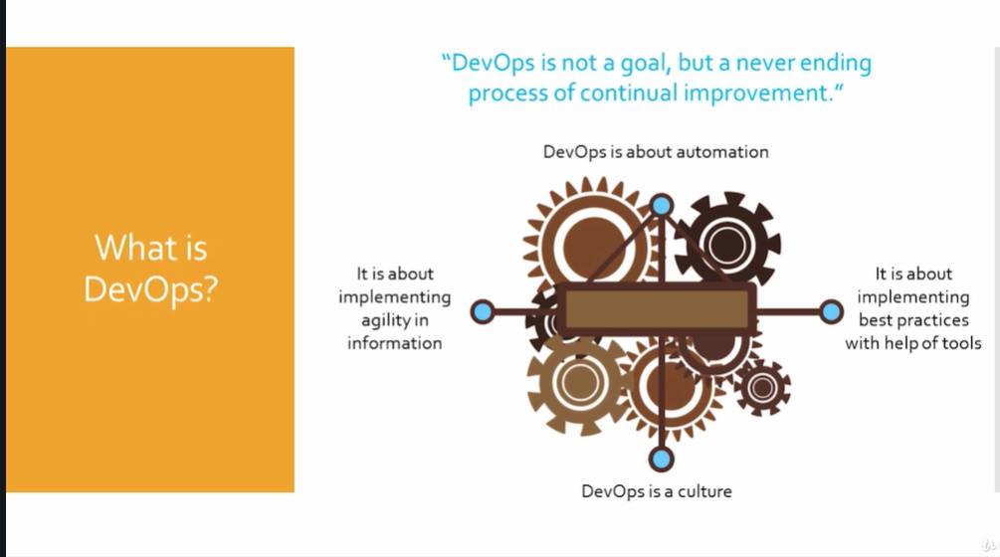 What is
DevOps?
“DevOps is not a goal, but a never ending
process of continual improvement.”
DevOps is about automation
It is about
implementing
agility in
information
It is about
implementing
best practices
with help of tools
DevOps is a culture